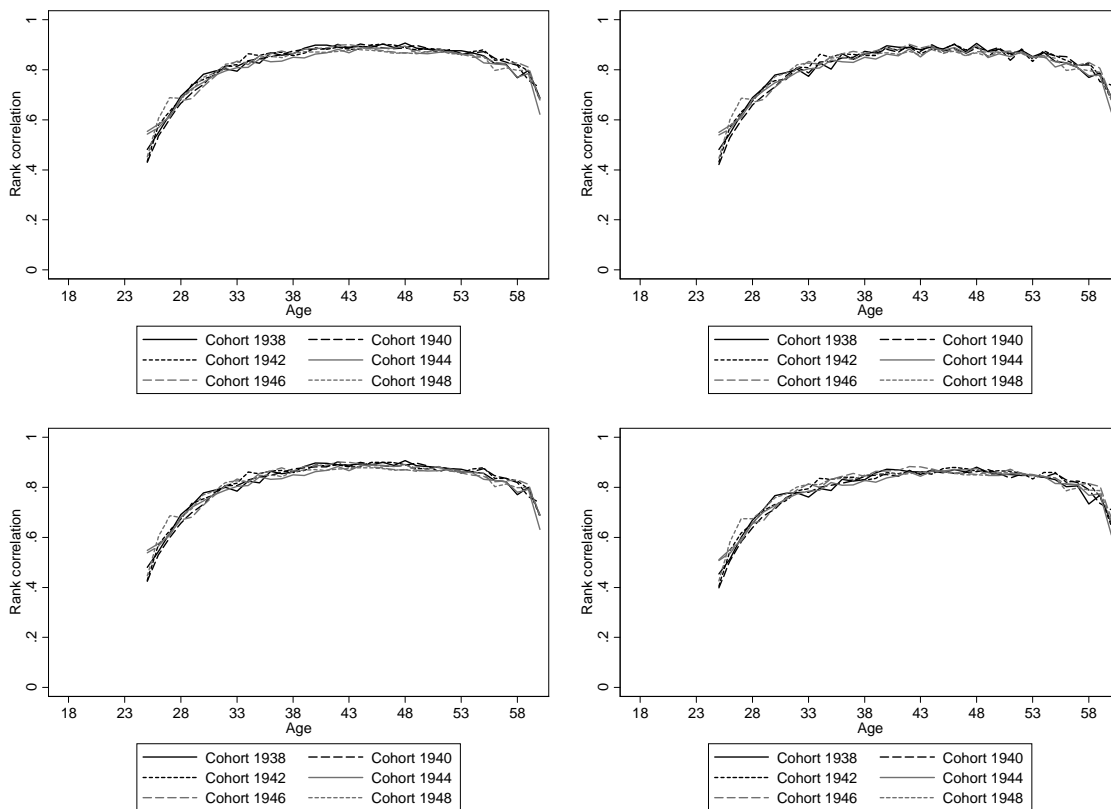 1
.8
.6
.4
.2
0
Rank correlation
18 23 28 33 38 43 48 53 58
Age
Cohort 1938 Cohort 1940
Cohort 1942 Cohort 1944
Cohort 1946 Cohort 1948
1
.8
.6
.4
.2
0
Rank correlation
18 23 28 33 38 43 48 53 58
Age
Cohort 1938 Cohort 1940
Cohort 1942 Cohort 1944
Cohort 1946 Cohort 1948
1
.8
.6
.4
.2
0
Rank correlation
18 23 28 33 38 43 48 53 58
Age
Cohort 1938 Cohort 1940
Cohort 1942 Cohort 1944
Cohort 1946 Cohort 1948
1
.8
.6
.4
.2
0
Rank correlation
18 23 28 33 38 43 48 53 58
Age
Cohort 1938 Cohort 1940
Cohort 1942 Cohort 1944
Cohort 1946 Cohort 1948